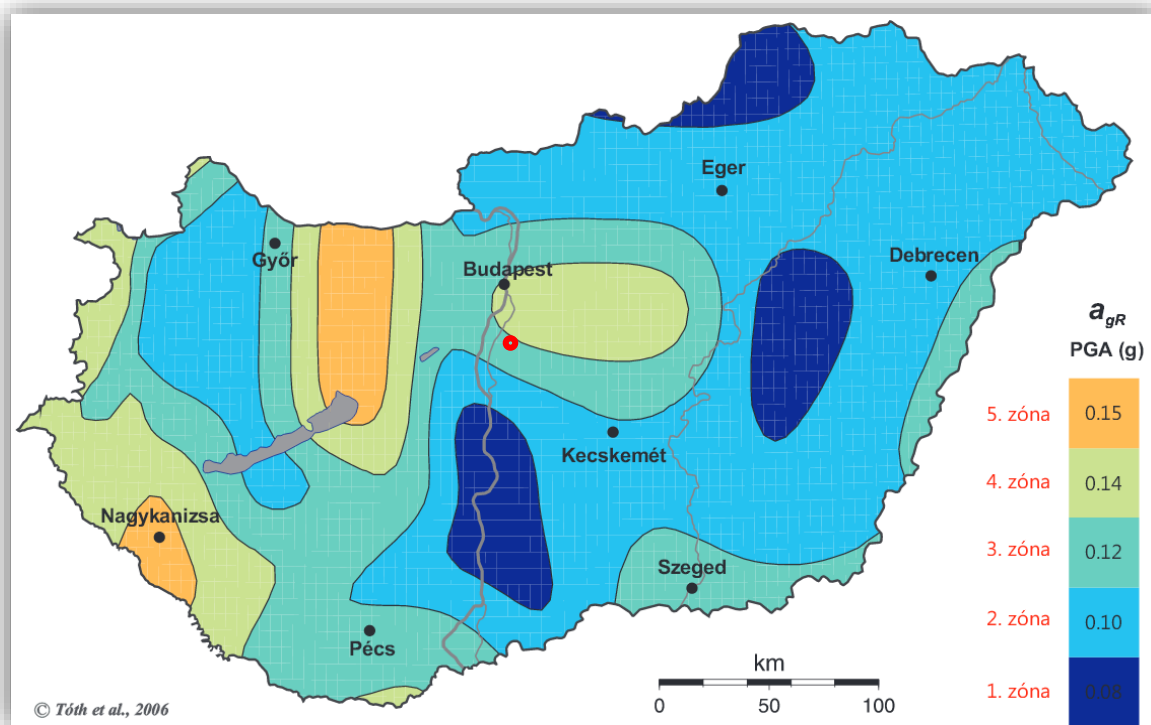 Eger
Győr
Budapest
Debrecen
Kecskemét
Nagykanizsa
Szeged
Pécs
a_gR
PGA (g)
5. zóna 0.15
4. zóna 0.14
3. zóna 0.12
2. zóna 0.10
1. zóna 0.08
km
0 50 100
© Tóth et al., 2006